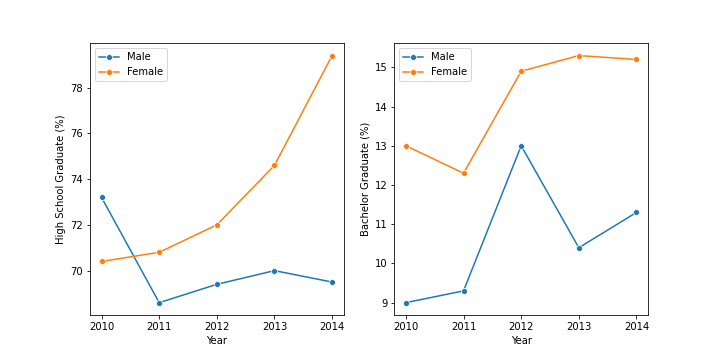 Male
Female
78
76
74
72
70
High School Graduate (%)
2010 2011 2012 2013 2014
Year
Male
Female
15
14
13
12
11
10
9
Bachelor Graduate (%)
2010 2011 2012 2013 2014
Year